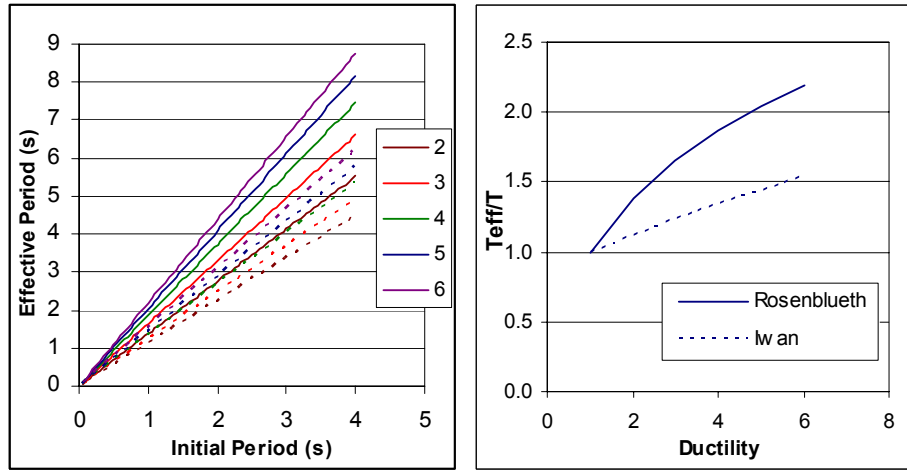 9
8
7
6
5
4
3
2
1
0
Effective Period (s)
0 1 2 3 4 5
Initial Period (s)
2
3
4
5
6
2.5
2.0
1.5
1.0
0.5
0.0
Teff/T
Rosenblueth
Iw an
0 2 4 6 8
Ductility